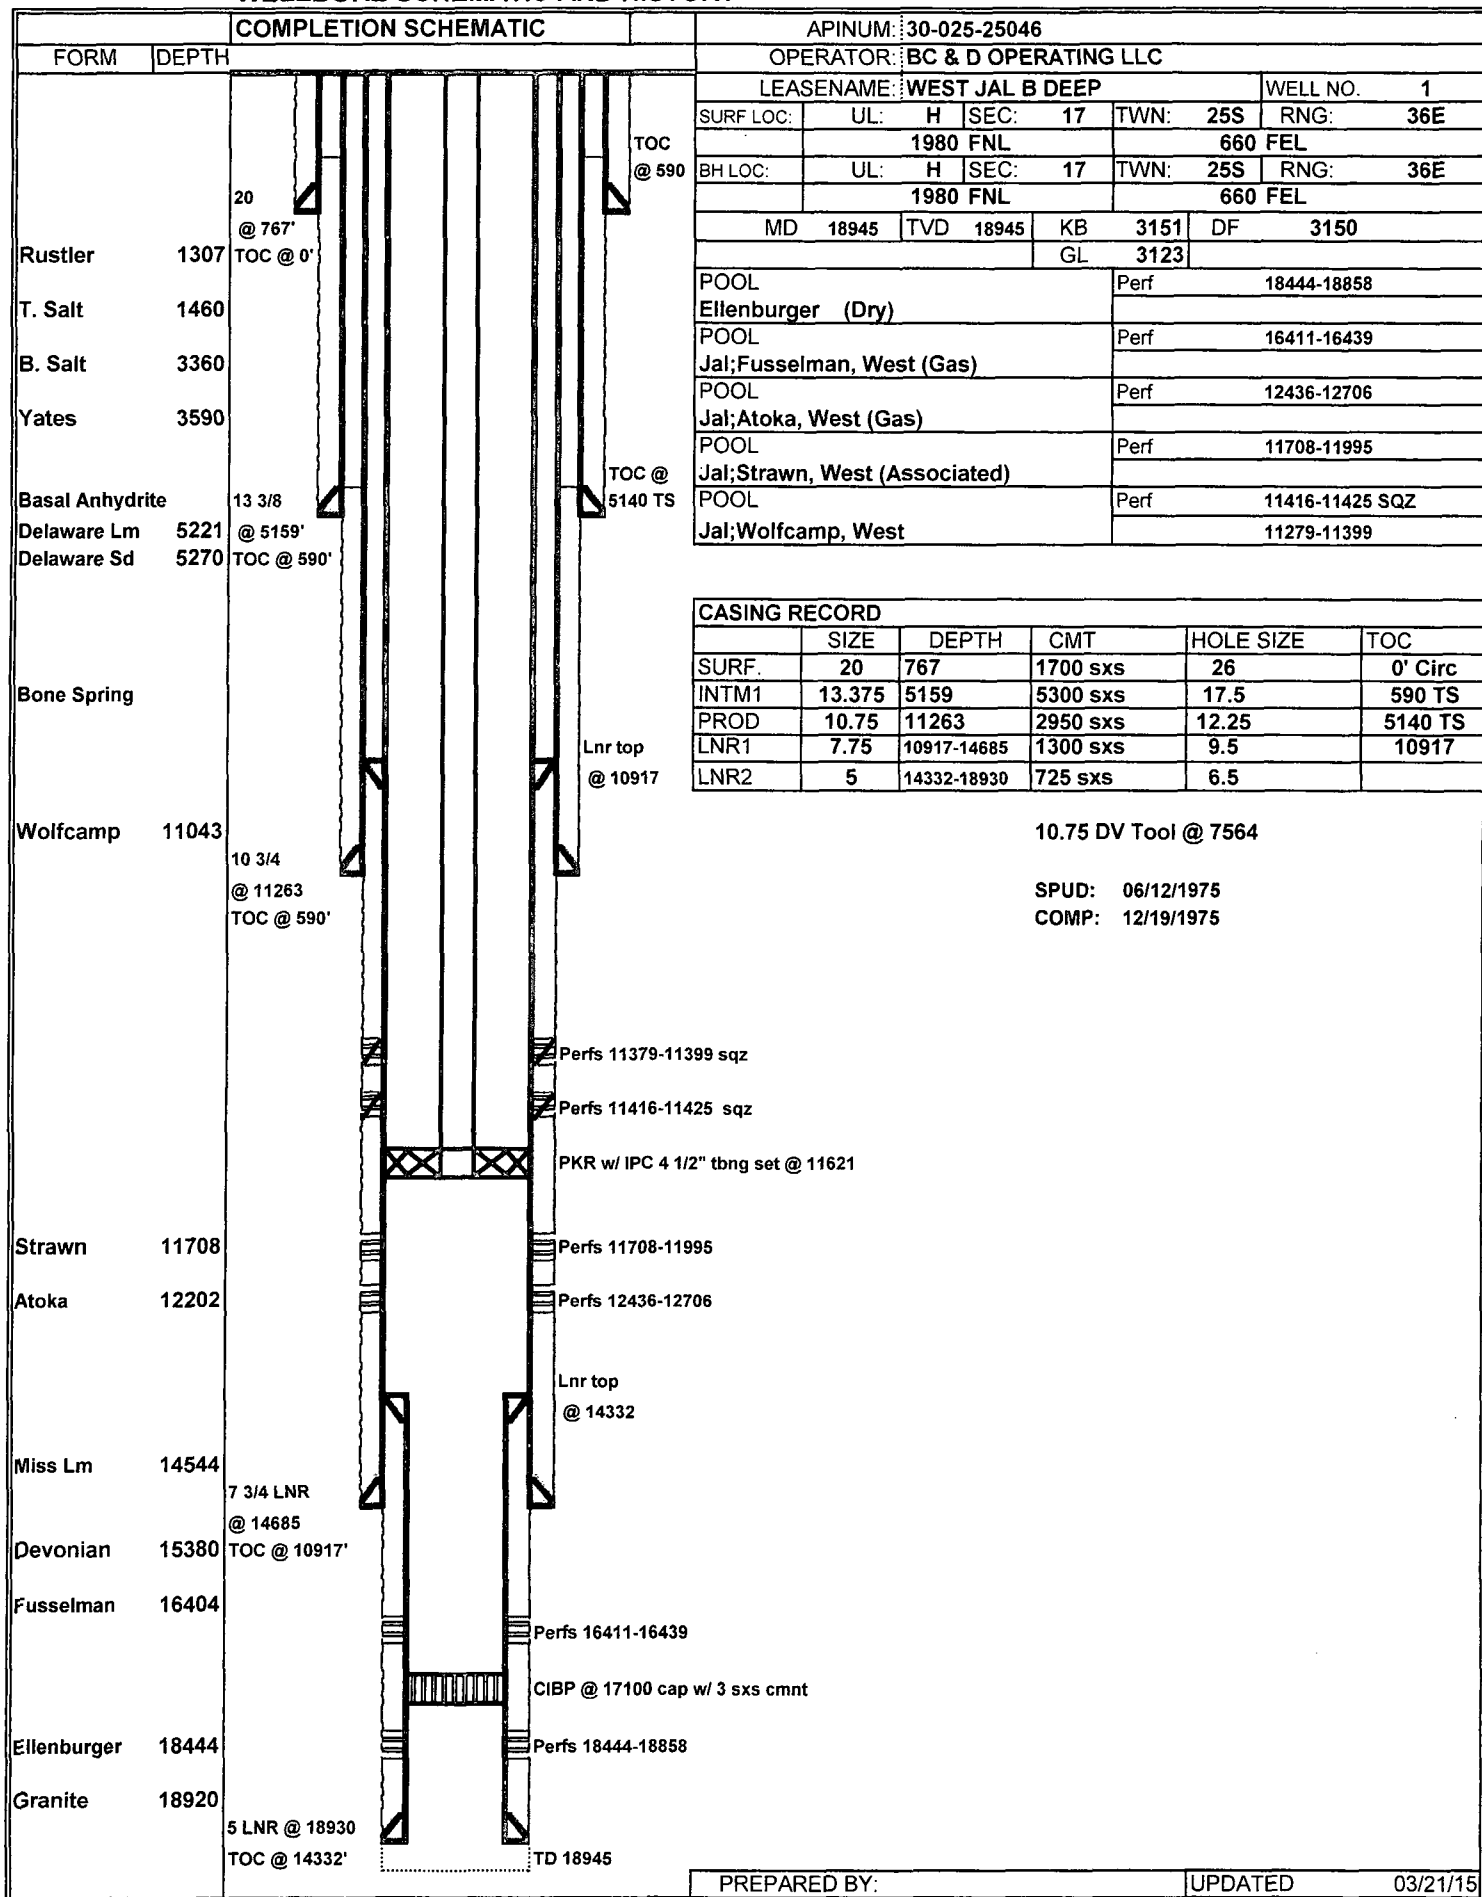 COMPLETION SCHEMATIC
FORM DEPTH
APINUM: 30-025-25046
OPERATOR: BC & D OPERATING LLC
LEASENAME: WEST JAL B DEEP WELL NO. 1
SURF LOC: UL: H SEC: 17 TWN: 25S RNG: 36E
1980 FNL 660 FEL
BH LOC: UL: H SEC: 17 TWN: 25S RNG: 36E
1980 FNL 660 FEL
MD 18945 TVD 18945 KB 3151 DF 3150
GL 3123
POOL Perf 18444-18858
Ellenburger (Dry)
POOL Perf 16411-16439
Jal;Fusselman, West (Gas)
POOL Perf 12436-12706
Jal;Atoka, West (Gas)
POOL Perf 11708-11995
Jal;Strawn, West (Associated)
POOL Perf 11416-11425 SQZ
Jal;Wolfcamp, West 11279-11399
CASING RECORD
SIZE DEPTH CMT HOLE SIZE TOC
SURF. 20 767 1700 sxs 26 0' Circ
INTM1 13.375 5159 5300 sxs 17.5 590 TS
PROD 10.75 11263 2950 sxs 12.25 5140 TS
LNR1 7.75 10917-14685 1300 sxs 9.5 10917
LNR2 5 14332-18930 725 sxs 6.5
10.75 DV Tool @ 7564
SPUD: 06/12/1975
COMP: 12/19/1975
TOC
@ 590
20
@ 767'
Rustler 1307 TOC @ 0'
T. Salt 1460
B. Salt 3360
Yates 3590
TOC @
5140 TS
Basal Anhydrite 13 3/8
Delaware Lm 5221 @ 5159'
Delaware Sd 5270 TOC @ 590'
Bone Spring
Lnr top
@ 10917
Wolfcamp 11043
10 3/4
@ 11263
TOC @ 590'
Perfs 11379-11399 sqz
Perfs 11416-11425 sqz
PKR w/ IPC 4 1/2" tbng set @ 11621
Strawn 11708 Perfs 11708-11995
Atoka 12202 Perfs 12436-12706
Lnr top
@ 14332
Miss Lm 14544
7 3/4 LNR
@ 14685
Devonian 15380 TOC @ 10917'
Fusselman 16404
Perfs 16411-16439
CIBP @ 17100 cap w/ 3 sxs cmnt
Ellenburger 18444 Perfs 18444-18858
Granite 18920
5 LNR @ 18930
TOC @ 14332' TD 18945
PREPARED BY: UPDATED 03/21/15